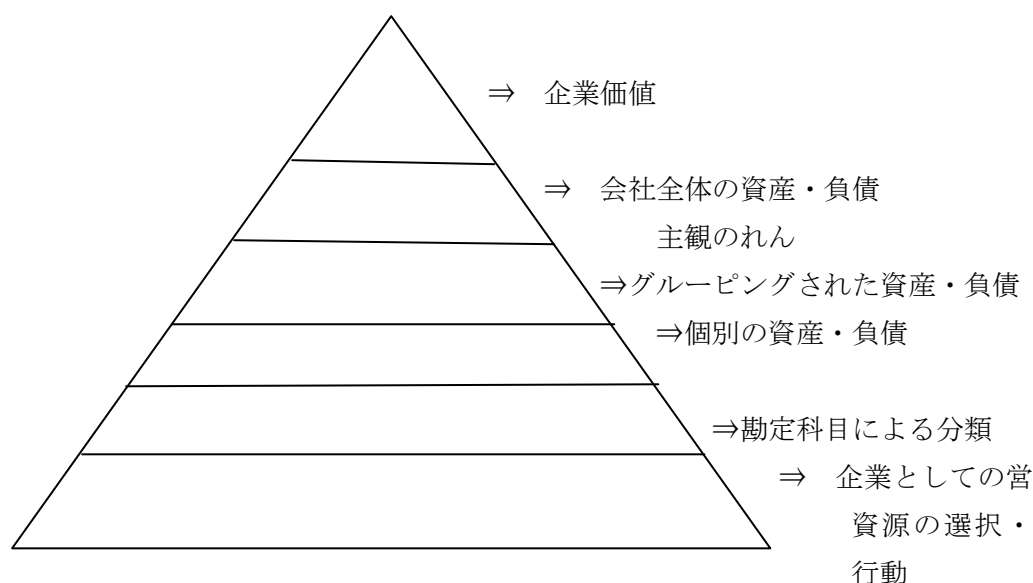 ⇒ 企業価値
⇒ 会社全体の資産・負債
主観のれん
⇒グルーピングされた資産・負債
⇒個別の資産・負債
⇒勘定科目による分類
⇒ 企業としての営
資源の選択・
行動